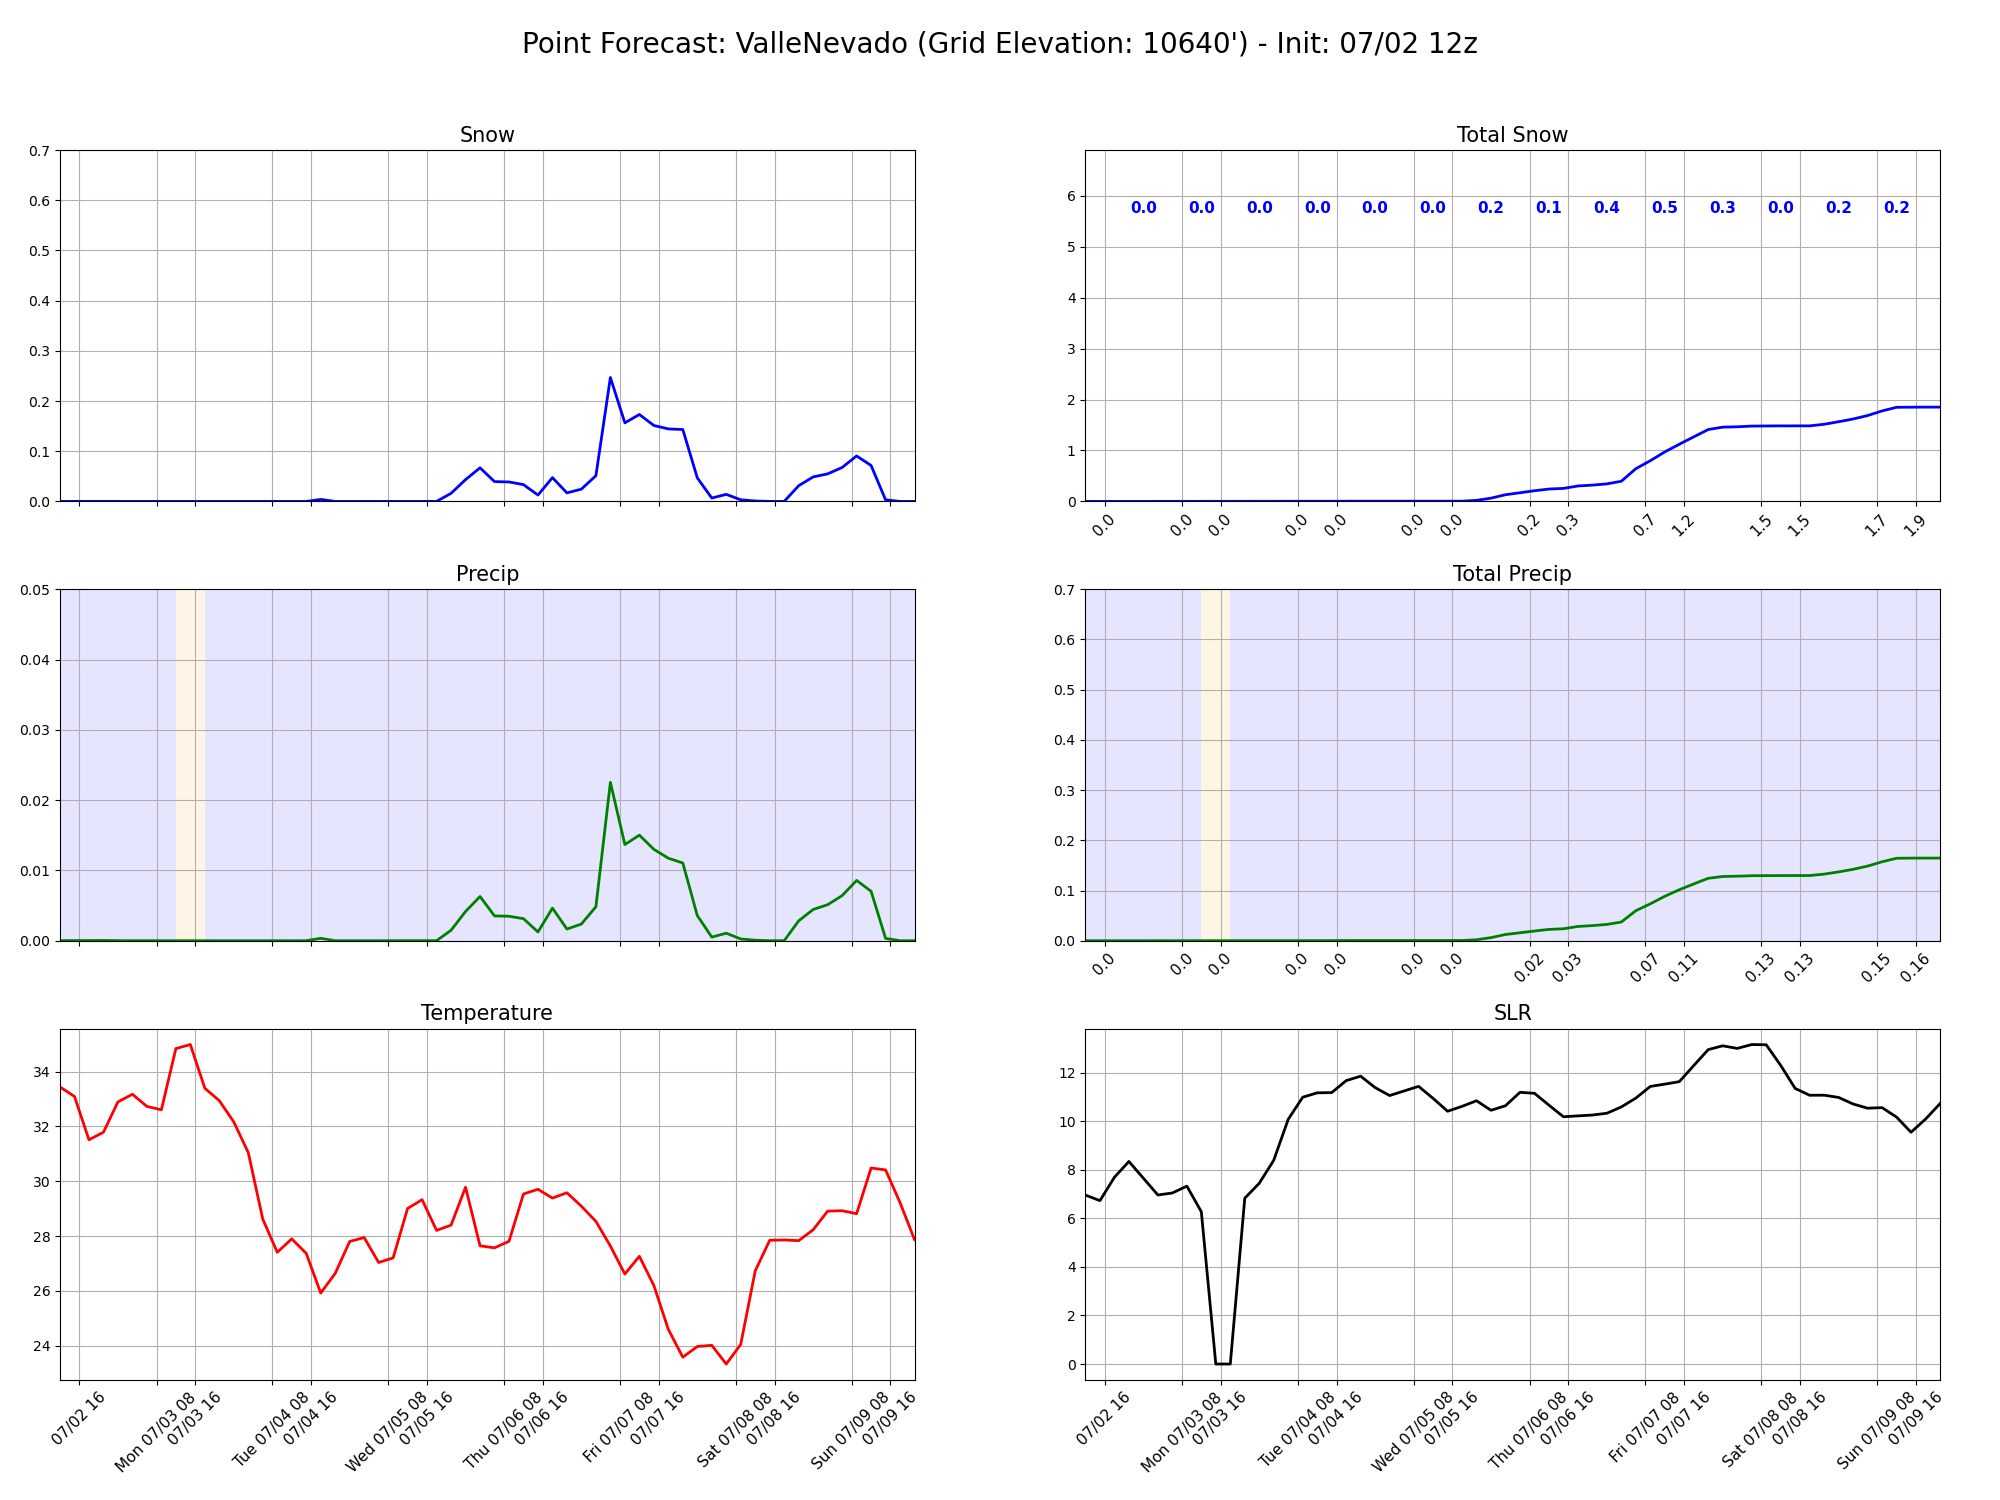 Point Forecast: ValleNevado (Grid Elevation: 10640') - Init: 07/02 12z
Snow
0.7
0.6
0.5
0.4
0.3
0.2
0.1
0.0
Total Snow
6
5
4
3
2
1
0
0.0 0.0 0.0 0.0 0.0 0.0 0.2 0.1 0.4 0.5 0.3 0.0 0.2 0.2
0.0 0.0 0.0 0.0 0.0 0.0 0.0 0.2 0.3 0.7 1.2 1.5 1.5 1.7 1.9
Precip
0.05
0.04
0.03
0.02
0.01
0.00
Total Precip
0.7
0.6
0.5
0.4
0.3
0.2
0.1
0.0
0.0 0.0 0.0 0.0 0.0 0.0 0.0 0.02 0.03 0.07 0.11 0.13 0.13 0.15 0.16
Temperature
34
32
30
28
26
24
07/02 16
Mon 07/03 08
07/03 16
Tue 07/04 08
07/04 16
Wed 07/05 08
07/05 16
Thu 07/06 08
07/06 16
Fri 07/07 08
07/07 16
Sat 07/08 08
07/08 16
Sun 07/09 08
07/09 16
SLR
12
10
8
6
4
2
0
07/02 16
Mon 07/03 08
07/03 16
Tue 07/04 08
07/04 16
Wed 07/05 08
07/05 16
Thu 07/06 08
07/06 16
Fri 07/07 08
07/07 16
Sat 07/08 08
07/08 16
Sun 07/09 08
07/09 16